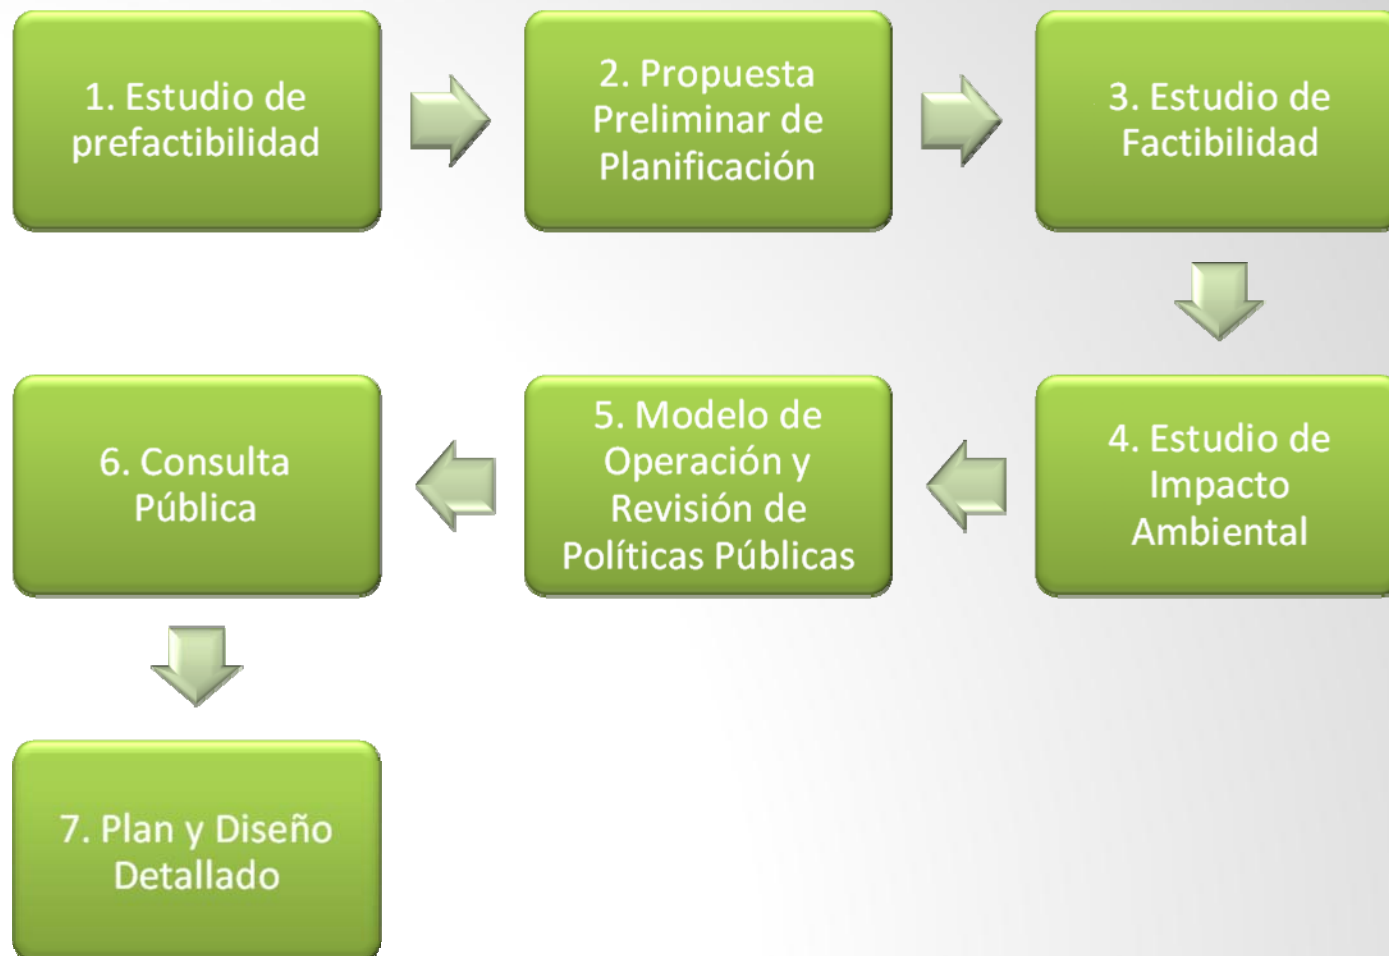 1. Estudio de
prefactibilidad
2. Propuesta
Preliminar de
Planificación
3. Estudio de
Factibilidad
4. Estudio de
Impacto
Ambiental
5. Modelo de
Operación y
Revisión de
Políticas Públicas
6. Consulta
Pública
7. Plan y Diseño
Detallado